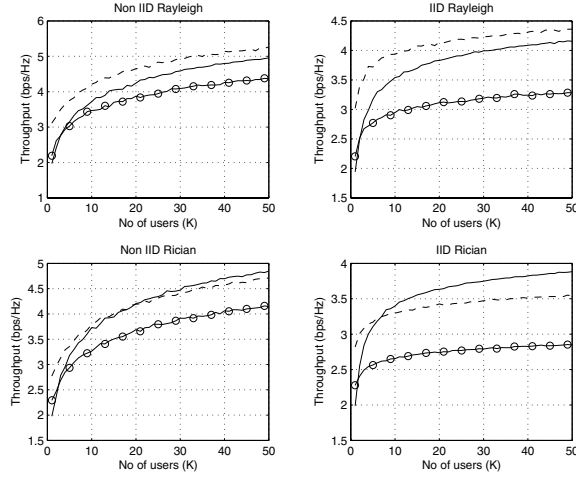 Non IID Rayleigh
6
5
4
3
2
1
0 10 20 30 40 50
Throughput (bps/Hz)
No of users (K)
IID Rayleigh
4.5
4
3.5
3
2.5
2
1.5
0 10 20 30 40 50
Throughput (bps/Hz)
No of users (K)
Non IID Rician
5
4.5
4
3.5
3
2.5
2
1.5
0 10 20 30 40 50
Throughput (bps/Hz)
No of users (K)
IID Rician
4
3.5
3
2.5
2
1.5
0 10 20 30 40 50
Throughput (bps/Hz)
No of users (K)